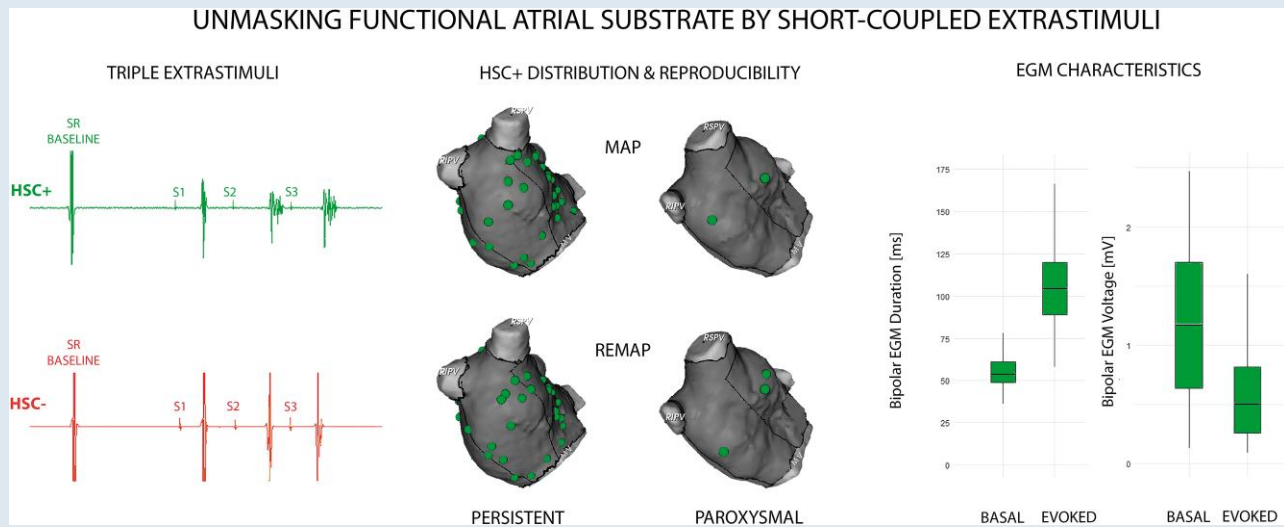 UNMASKING FUNCTIONAL ATRIAL SUBSTRATE BY SHORT-COUPLED EXTRASTIMULI
TRIPLE EXTRASTIMULI
HSC+ DISTRIBUTION & REPRODUCIBILITY
EGM CHARACTERISTICS
SR
BASELINE
HSC+
S1
S2
S3
SR
BASELINE
HSC-
S1
S2
S3
RSPV
RIPV
MAP
RSPV
RIPV
RSPV
RIPV
REMAP
RSPV
RIPV
PERSISTENT
PAROXYSMAL
Bipolar EGM Duration [ms]
175
150
125
100
75
50
25
0
BASAL
EVOKED
Bipolar EGM Voltage [mV]
2
1
0
BASAL
EVOKED